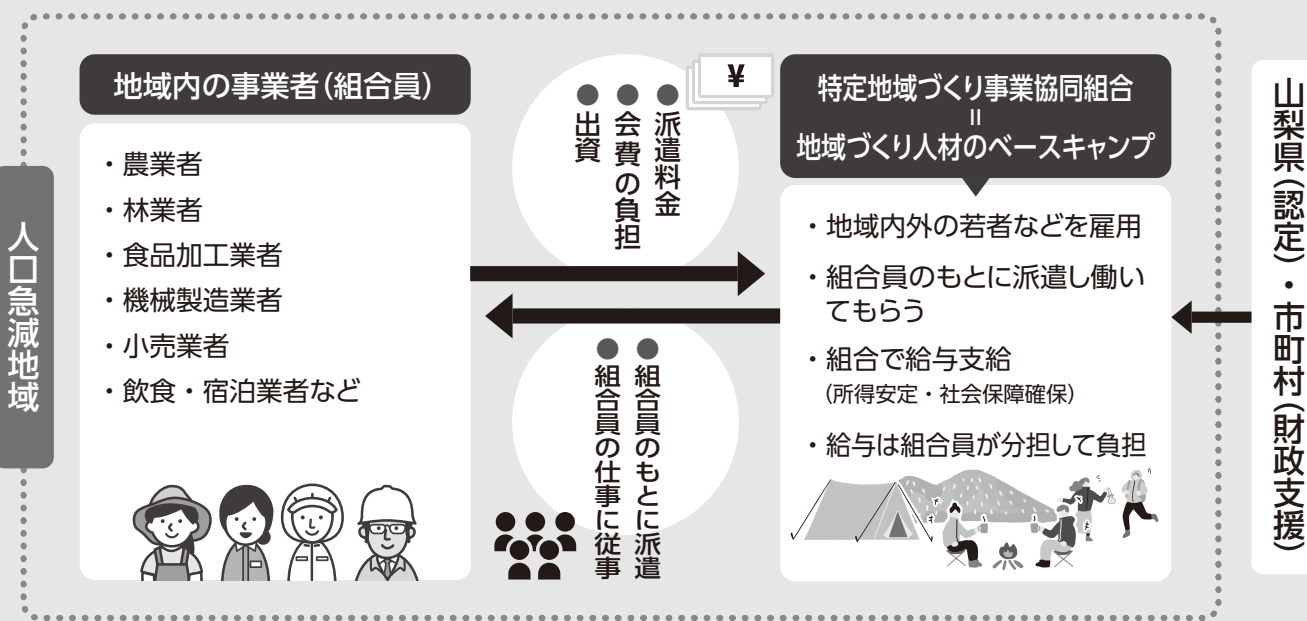 人口急減地域
地域内の事業者(組合員)
・農業者
・林業者
・食品加工業者
・機械製造業者
・小売業者
・飲食・宿泊業者など
¥
●派遣料金
●会費の負担
●出資
●組合員のもとに派遣
●組合員の仕事に従事
特定地域づくり事業協同組合
=
地域づくり人材のベースキャンプ
・地域内外の若者などを雇用
・組合員のもとに派遣し働い
てもらう
・組合で給与支給
(所得安定・社会保障確保)
・給与は組合員が分担して負担
山梨県(認定)・市町村(財政支援)